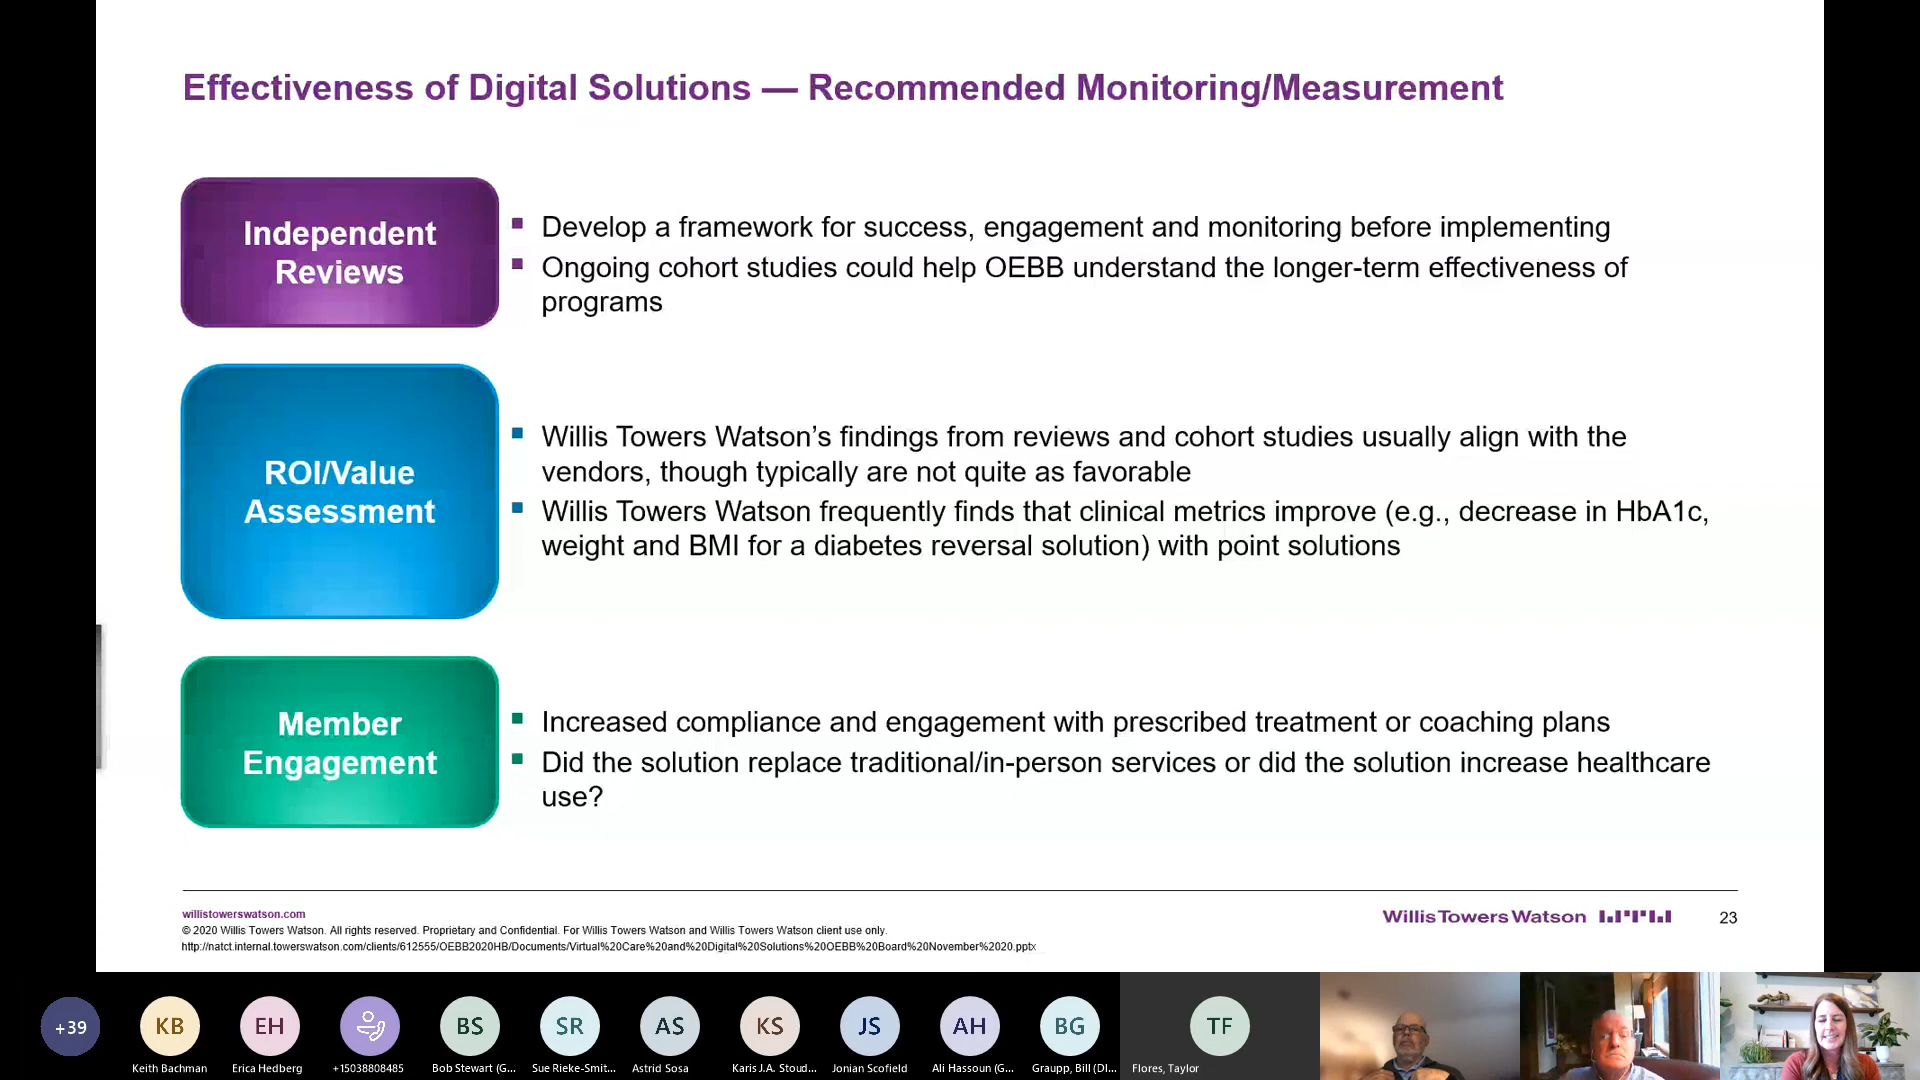 Effectiveness of Digital Solutions — Recommended Monitoring/Measurement
Independent
Reviews
Develop a framework for success, engagement and monitoring before implementing
Ongoing cohort studies could help OEBB understand the longer-term effectiveness of
programs
ROI/Value
Assessment
Willis Towers Watson’s findings from reviews and cohort studies usually align with the
vendors, though typically are not quite as favorable
Willis Towers Watson frequently finds that clinical metrics improve (e.g., decrease in HbA1c,
weight and BMI for a diabetes reversal solution) with point solutions
Member
Engagement
Increased compliance and engagement with prescribed treatment or coaching plans
Did the solution replace traditional/in-person services or did the solution increase healthcare
use?
willistowerswatson.com
© 2020 Willis Towers Watson. All rights reserved. Proprietary and Confidential. For Willis Towers Watson and Willis Towers Watson client use only.
http://natct.internal.towerswatson.com/clients/612555/OEBB2020HB/Documents/Virtual%20Care%20and%20Digital%20Solutions%20OEBB%20Board%20November%2020.pptx
WillisTowersWatson
23
+39
KB
EH
BS
SR
AS
KS
JS
AH
BG
TF
Keith Bachman
Erica Hedberg
+15038808485
Bob Stewart (G...
Sue Rieke-Smit...
Astrid Sosa
Karis J.A. Stoud...
Jonian Scofield
Ali Hassoun (G...
Graupp, Bill (DI...
Flores, Taylor